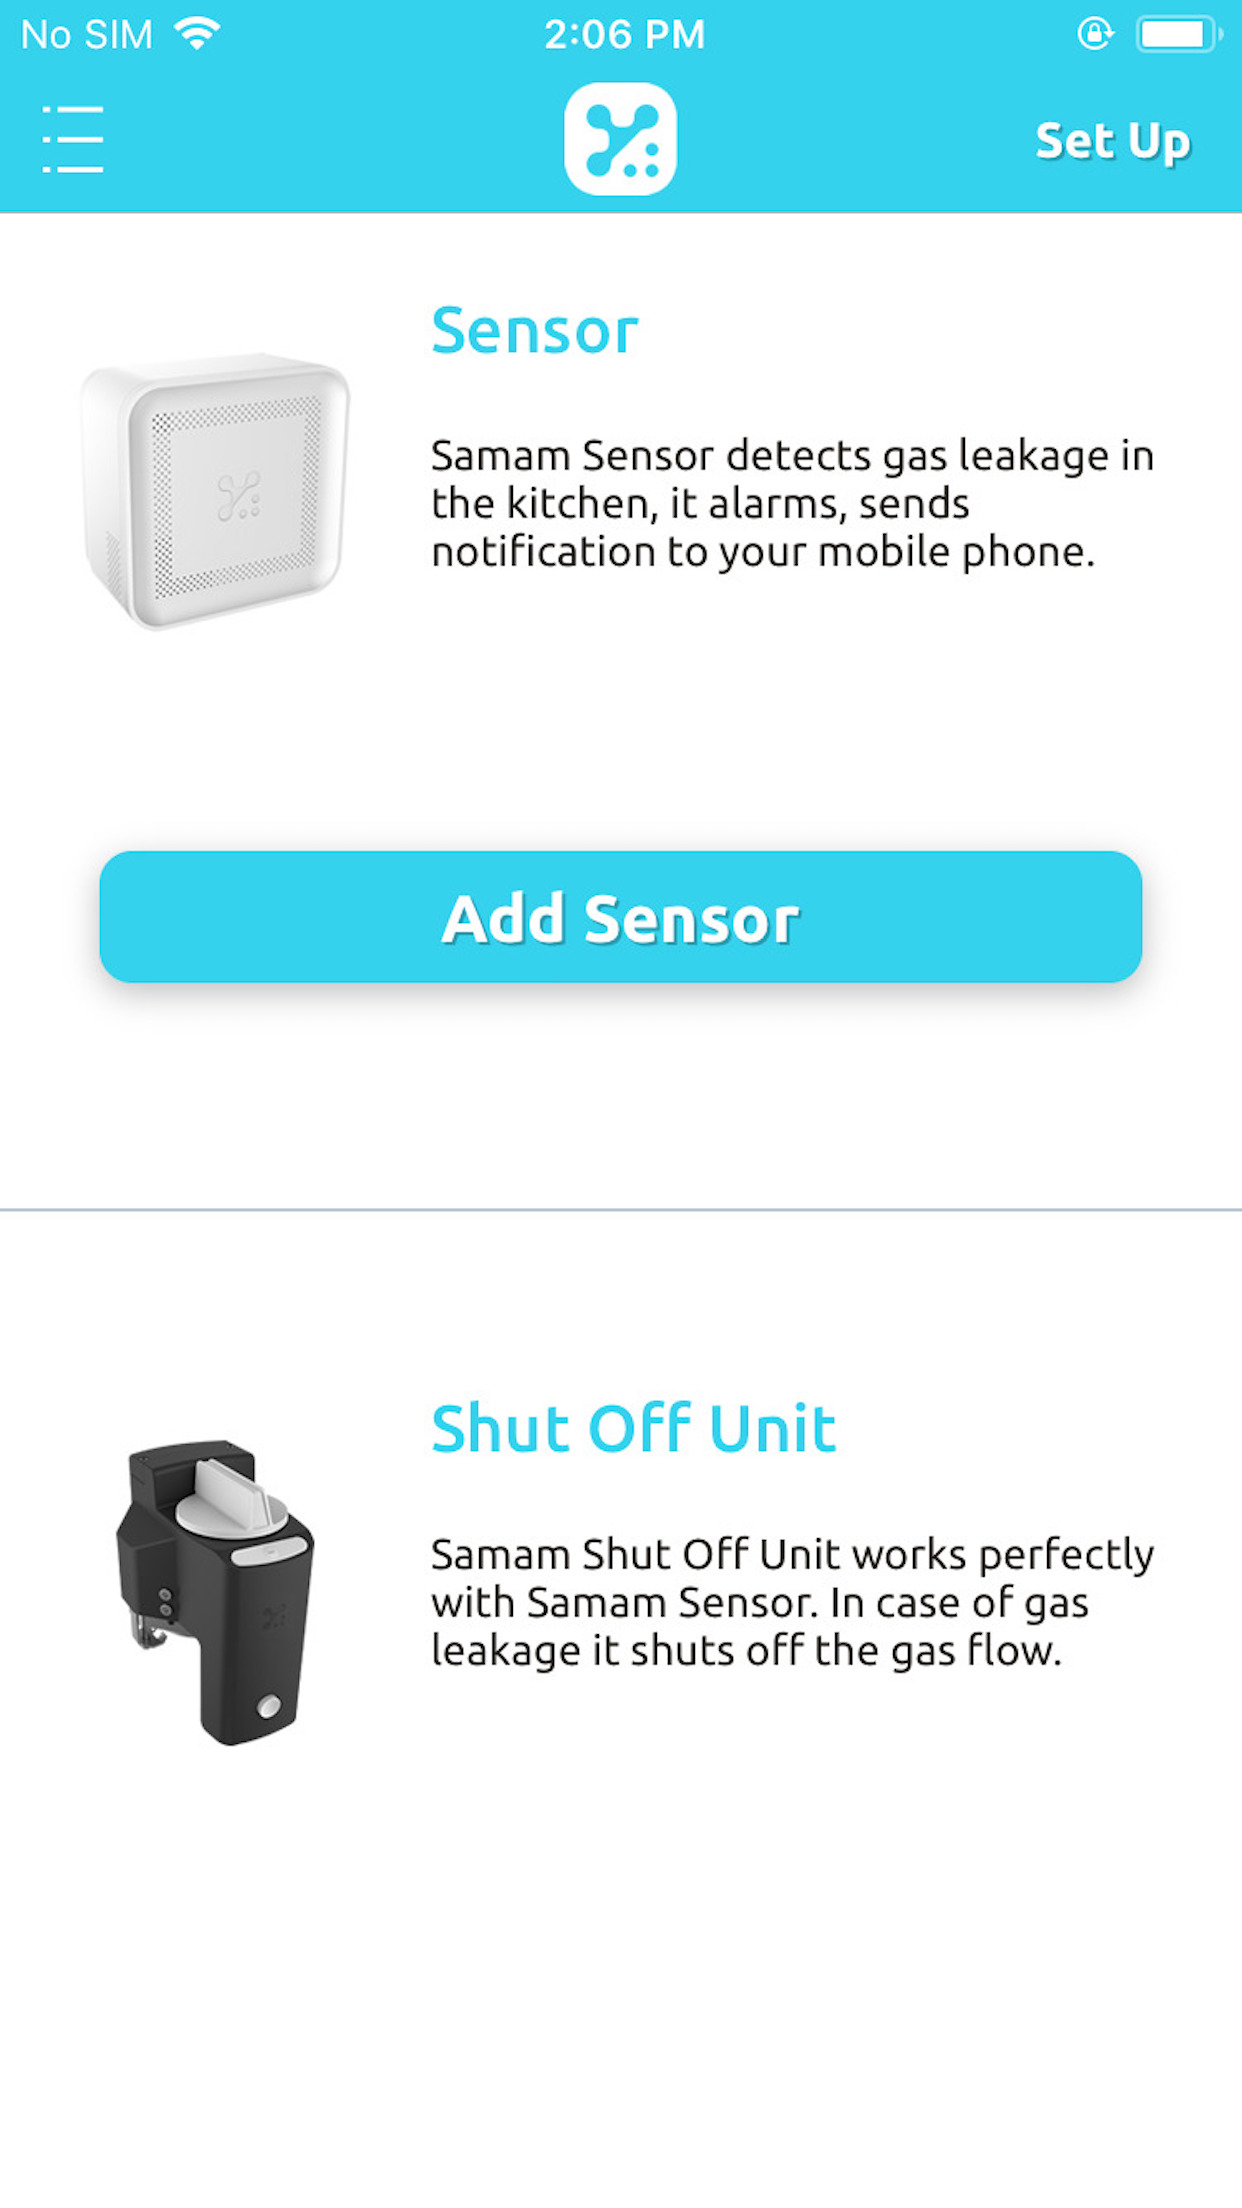 No SIM
2:06 PM
Set Up
Sensor
Samam Sensor detects gas leakage in
the kitchen, it alarms, sends
notification to your mobile phone.
Add Sensor
Shut Off Unit
Samam Shut Off Unit works perfectly
with Samam Sensor. In case of gas
leakage it shuts off the gas flow.